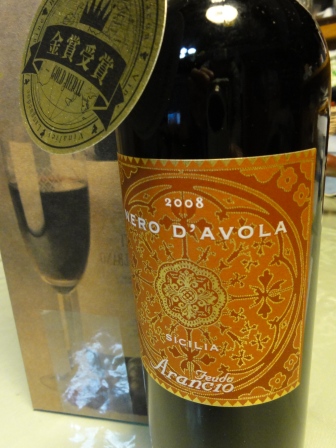 金賞受賞
GOLD MEDAL
2008
NERO D'AVOLA
SICILIA
Feudo
Arancio